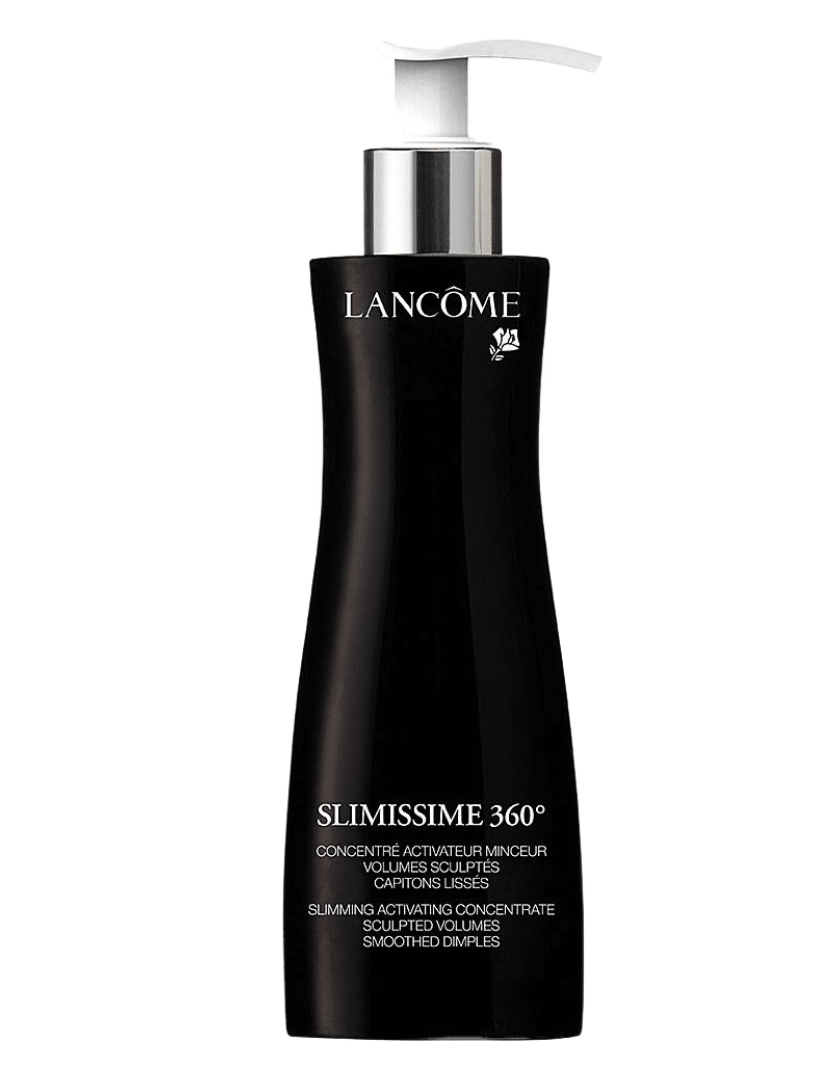 LANCÔME
SLIMISSIME 360°
CONCENTRÉ ACTIVATEUR MINCEUR
VOLUMES SCULPTÉS
CAPITONS LISSÉS
SLIMMING ACTIVATING CONCENTRATE
SCULPTED VOLUMES
SMOOTHED DIMPLES